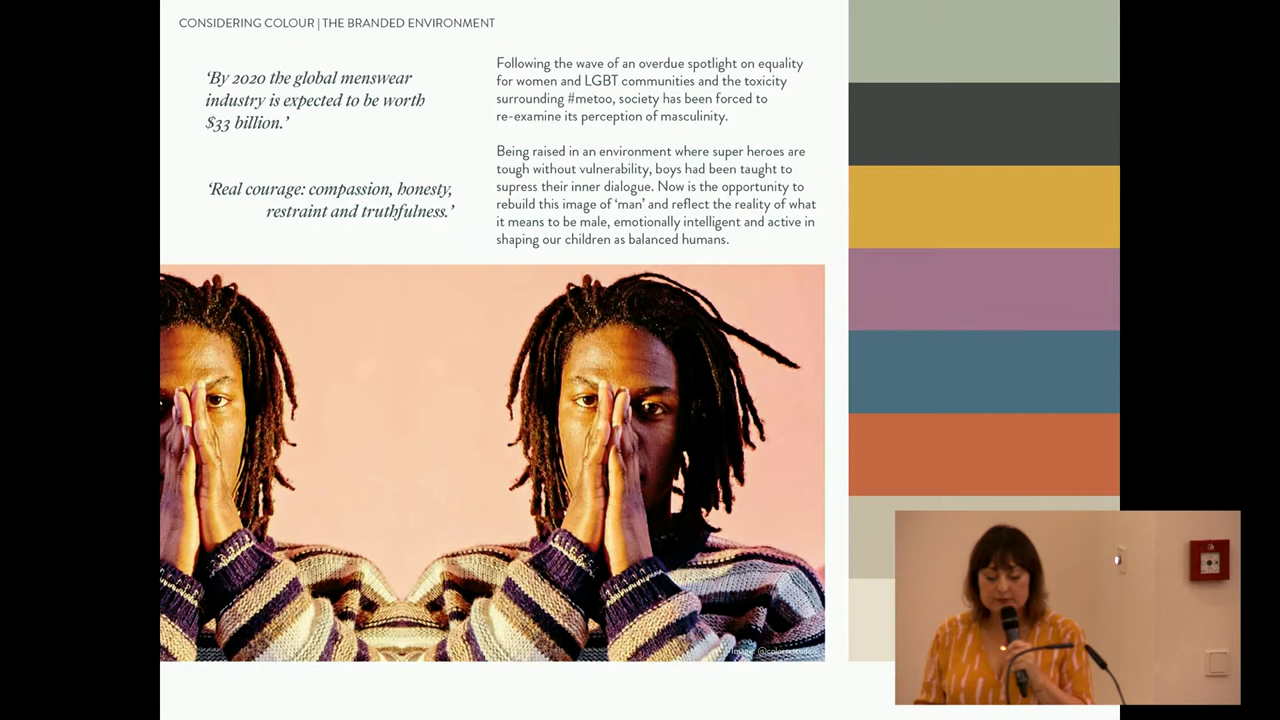 CONSIDERING COLOUR | THE BRANDED ENVIRONMENT
‘By 2020 the global menswear
industry is expected to be worth
$33 billion.’
‘Real courage: compassion, honesty,
restraint and truthfulness.’
Following the wave of an overdue spotlight on equality
for women and LGBT communities and the toxicity
surrounding #metoo, society has been forced to
re-examine its perception of masculinity.
Being raised in an environment where super heroes are
tough without vulnerability, boys had been taught to
supress their inner dialogue. Now is the opportunity to
rebuild this image of ‘man’ and reflect the reality of what
it means to be male, emotionally intelligent and active in
shaping our children as balanced humans.
Image: